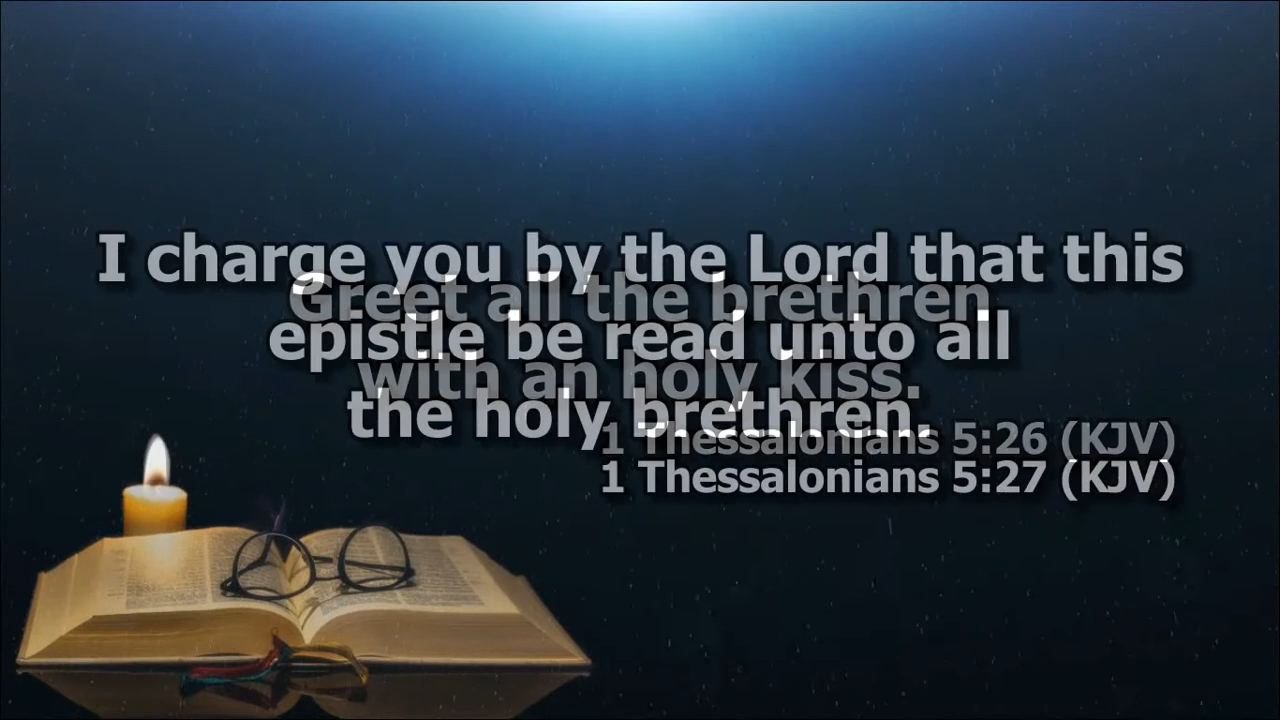 I charge you by the Lord that this
epistle be read unto all
the holy brethren.
1 Thessalonians 5:27 (KJV)
Greet all the brethren
with an holy kiss.
1 Thessalonians 5:26 (KJV)